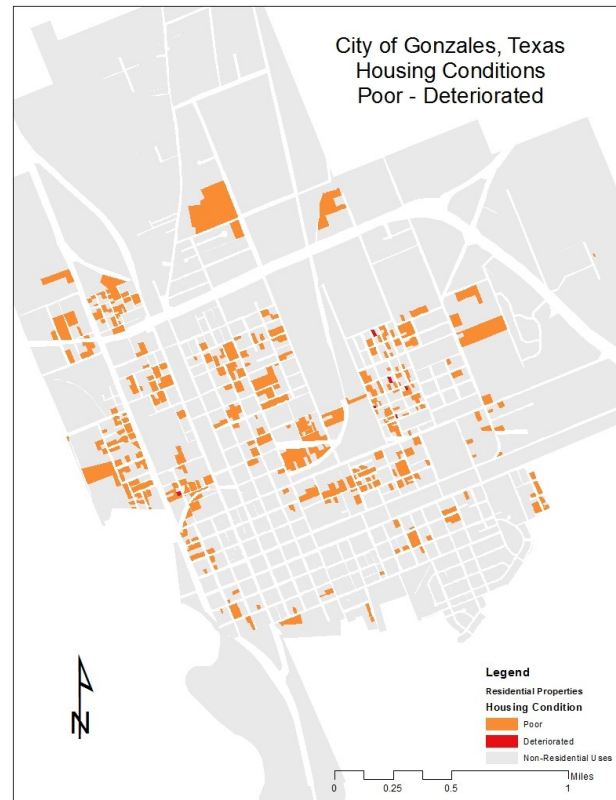 City of Gonzales, Texas
Housing Conditions
Poor - Deteriorated
N
Legend
Residential Properties
Housing Condition
Poor
Deteriorated
Non-Residential Uses
0 0.25 0.5 1
Miles